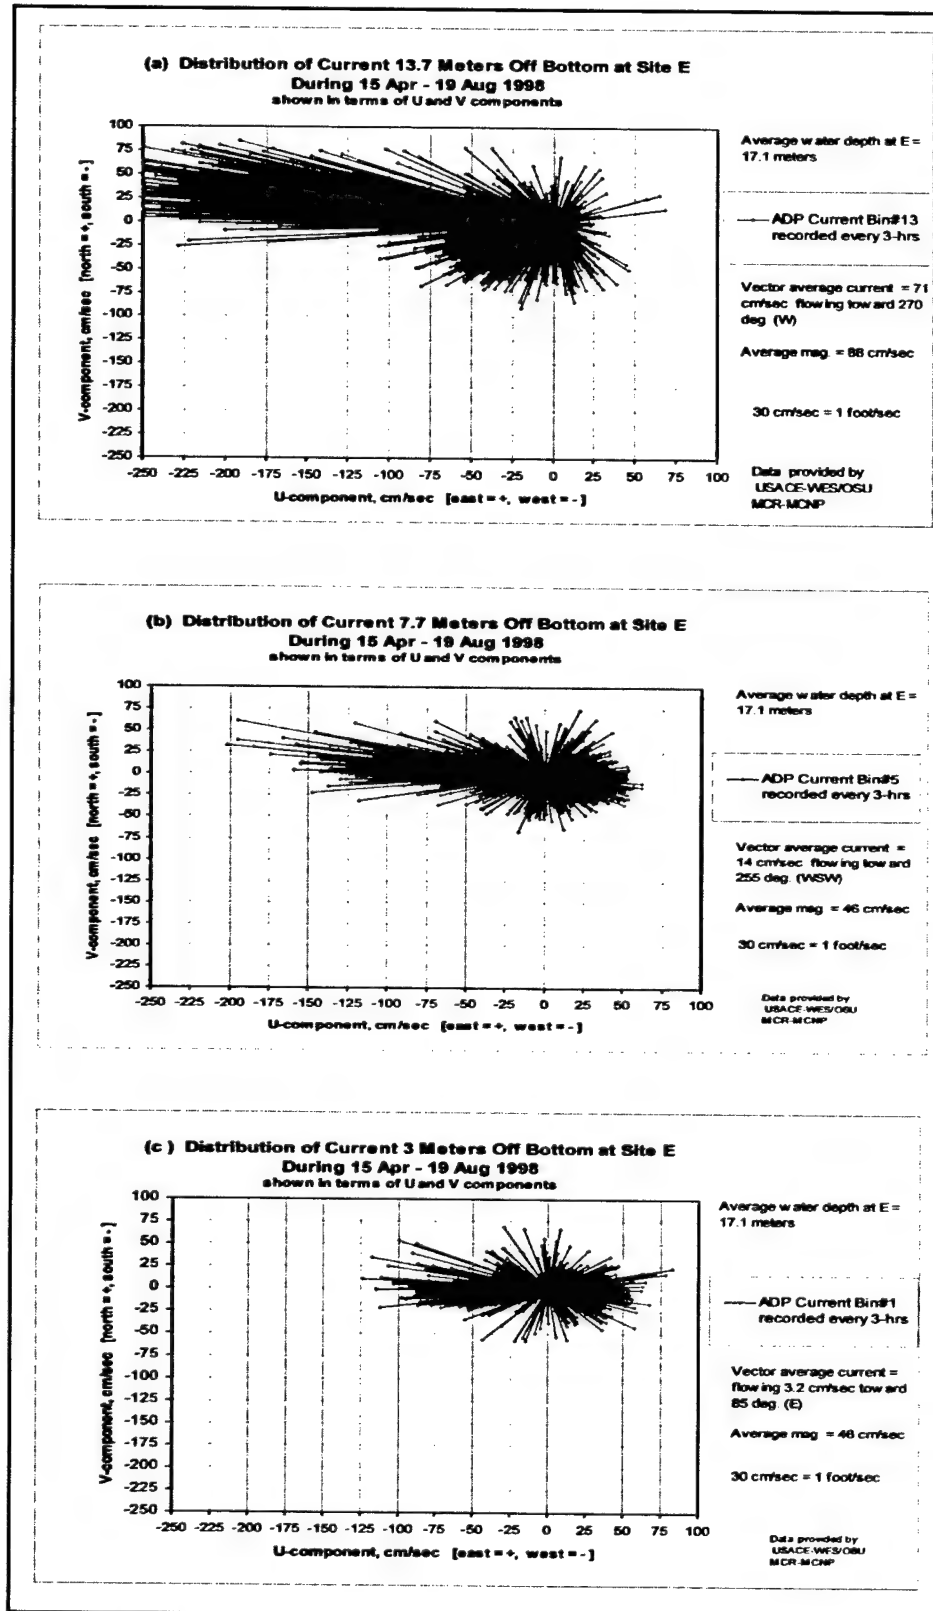 (a) Distribution of Current 13.7 Meters Off Bottom at Site E
During 15 Apr - 19 Aug 1998
shown in terms of U and V components
V-component, cm/sec [north = +, south = -]
100
75
50
25
0
-25
-50
-75
-100
-125
-150
-175
-200
-225
-250
-250 -225 -200 -175 -150 -125 -100 -75 -50 -25 0 25 50 75 100
U-component, cm/sec [east = +, west = -]
Average water depth at E =
17.1 meters
ADP Current Bin#13
recorded every 3-hrs
Vector average current = 71
cm/sec flowing toward 270
deg (W)
Average mag. = 88 cm/sec
30 cm/sec = 1 foot/sec
Data provided by
USACE-WES/OSU
MCR-MCNP
(b) Distribution of Current 7.7 Meters Off Bottom at Site E
During 15 Apr - 19 Aug 1998
shown in terms of U and V components
V-component, cm/sec [north = +, south = -]
100
75
50
25
0
-25
-50
-75
-100
-125
-150
-175
-200
-225
-250
-250 -225 -200 -175 -150 -125 -100 -75 -50 -25 0 25 50 75 100
U-component, cm/sec [east = +, west = -]
Average water depth at E =
17.1 meters
ADP Current Bin#5
recorded every 3-hrs
Vector average current =
14 cm/sec flowing toward
255 deg. (WSW)
Average mag = 46 cm/sec
30 cm/sec = 1 foot/sec
Data provided by
USACE-WES/OSU
MCR-MCNP
(c ) Distribution of Current 3 Meters Off Bottom at Site E
During 15 Apr - 19 Aug 1998
shown in terms of U and V components
V-component, cm/sec [north = +, south = -]
100
75
50
25
0
-25
-50
-75
-100
-125
-150
-175
-200
-225
-250
-250 -225 -200 -175 -150 -125 -100 -75 -50 -25 0 25 50 75 100
U-component, cm/sec [east = +, west = -]
Average water depth at E =
17.1 meters
ADP Current Bin#1
recorded every 3-hrs
Vector average current =
flowing 3.2 cm/sec toward
85 deg. (E)
Average mag = 46 cm/sec
30 cm/sec = 1 foot/sec
Data provided by
USACE-WES/OSU
MCR-MCNP